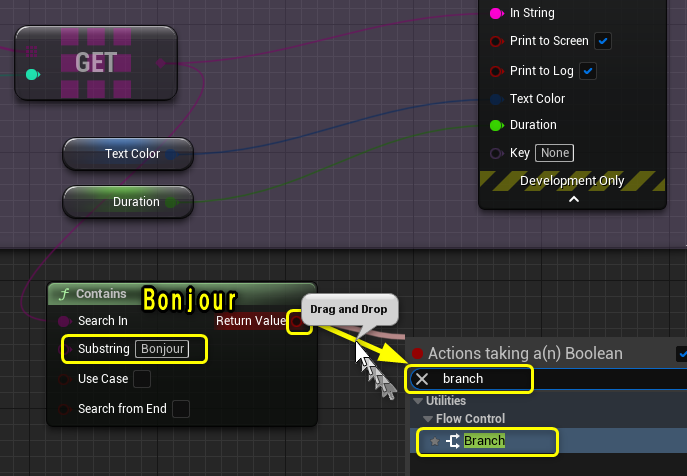 In String
GET
Print to Screen
Print to Log
Text Color
Text Color
Duration
Duration
Key None
Development Only
Contains Bonjour
Drag and Drop
Search In Return Value
Substring Bonjour
Actions taking a(n) Boolean
Use Case
branch
Utilities
Search from End
Flow Control
Branch